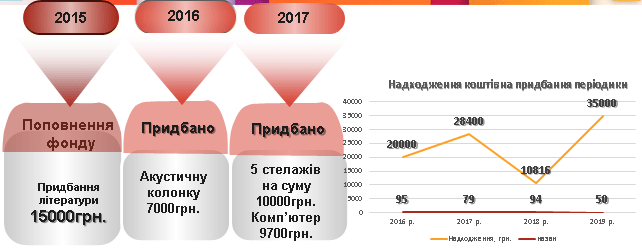 2015
2016
2017
Поповнення
фонду
Придбання
літератури
15000грн.
Придбано
Акустичну
колонку
7000грн.
Придбано
5 стелажів
на суму
10000грн.
Комп'ютер
9700грн.
Надходження коштів на придбання періодики
40000
35000
30000
25000
20000
15000
10000
5000
0
20000
28400
10816
35000
95
79
94
50
2016 р.
2017 р.
2018 р.
2019 р.
Надходження, грн.
назви